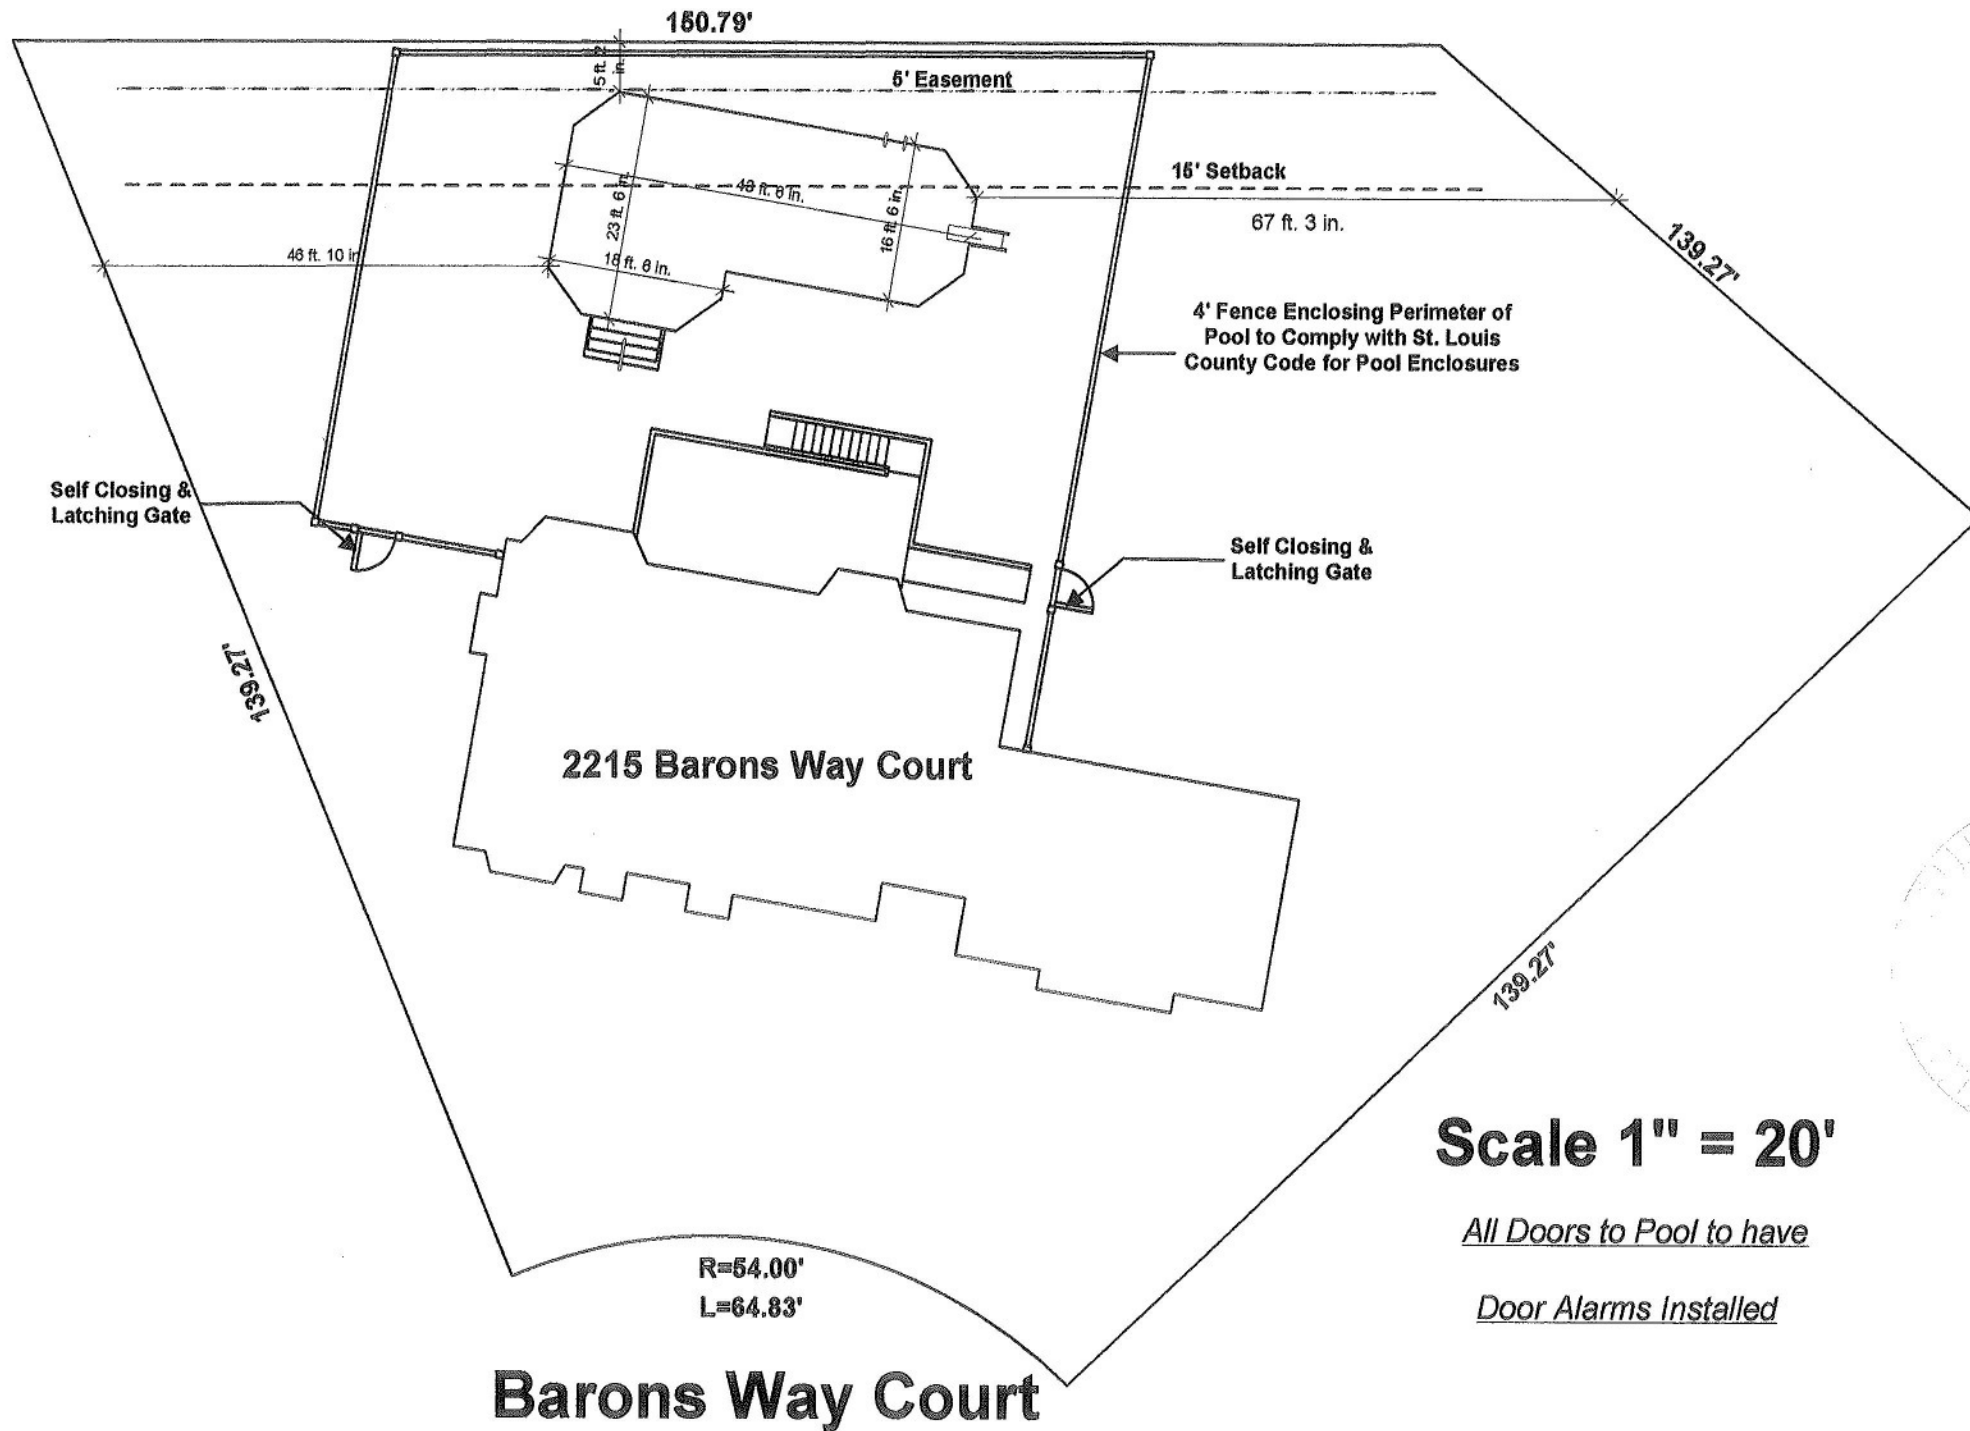 150.79'
5 ft. 2
in.
5' Easement
15' Setback
43 ft. 6 in.
23 ft. 6 in.
16 ft. 6 in.
18 ft. 6 in.
67 ft. 3 in.
46 ft. 10 in
139.27'
4' Fence Enclosing Perimeter of
Pool to Comply with St. Louis
County Code for Pool Enclosures
Self Closing &
Latching Gate
Self Closing &
Latching Gate
139.27'
2215 Barons Way Court
139.27'
Scale 1" = 20'
All Doors to Pool to have
Door Alarms Installed
R=54.00'
L=64.83'
Barons Way Court